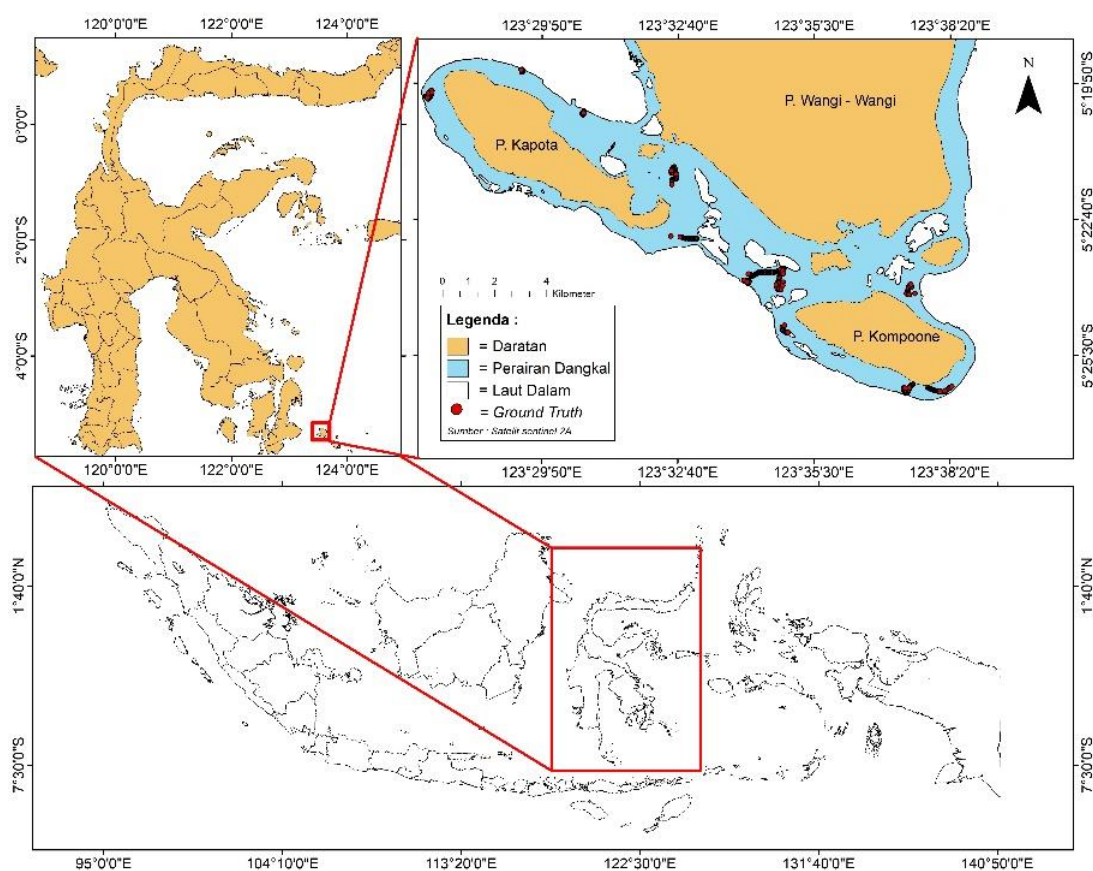 120°0'0"E 122°0'0"E 124°0'0"E
0°0'0"
2°0'0"S
4°0'0"S
120°0'0"E 122°0'0"E 124°0'0"E
123°29'50"E 123°32'40"E 123°35'30"E 123°38'20"E
N
P. Wangi - Wangi
P. Kapota
P. Kompoone
5°19'50"S
5°22'40"S
5°25'30"S
0 1 2 4
Kilometer
Legenda :
= Daratan
= Perairan Dangkal
= Laut Dalam
= Ground Truth
Sumber : Satelit sentinel 2A
123°29'50"E 123°32'40"E 123°35'30"E 123°38'20"E
1°40'0"N 1°40'0"N
7°30'0"S 7°30'0"S
95°0'0"E 104°10'0"E 113°20'0"E 122°30'0"E 131°40'0"E 140°50'0"E